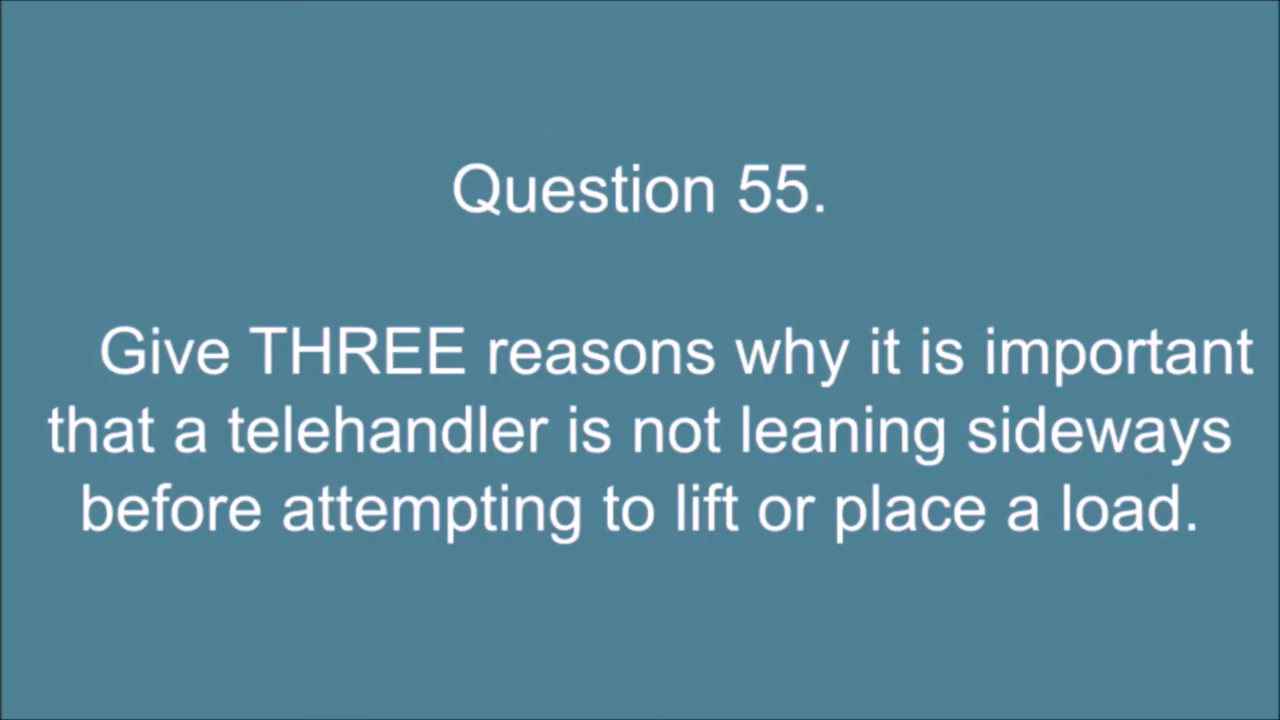 Question 55.
Give THREE reasons why it is important
that a telehandler is not leaning sideways
before attempting to lift or place a load.